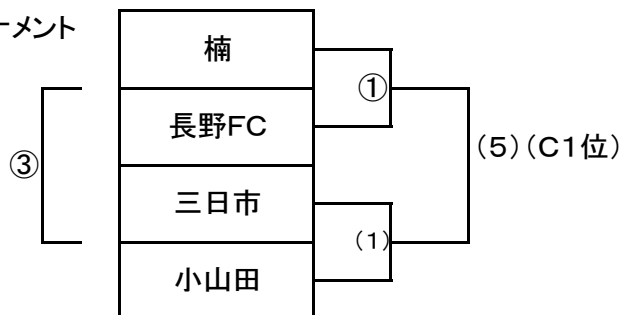 ーナメント
楠
①
長野FC
(5)(C1位)
③
三日市
(1)
小山田